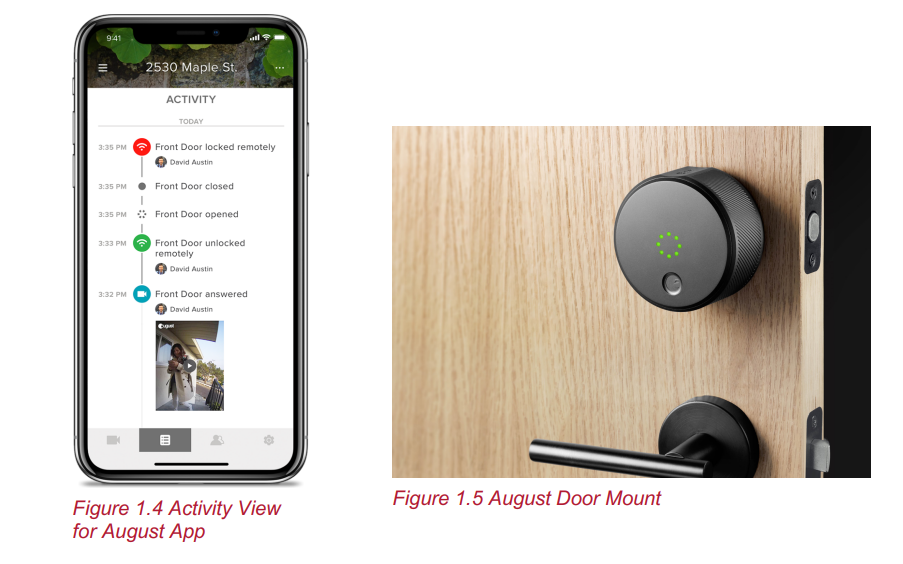 9:41
2530 Maple St.
ACTIVITY
TODAY
3:35 PM Front Door locked remotely
David Austin
3:35 PM Front Door closed
3:35 PM Front Door opened
3:33 PM Front Door unlocked
remotely
David Austin
3:32 PM Front Door answered
David Austin
august
Figure 1.4 Activity View
for August App
Figure 1.5 August Door Mount